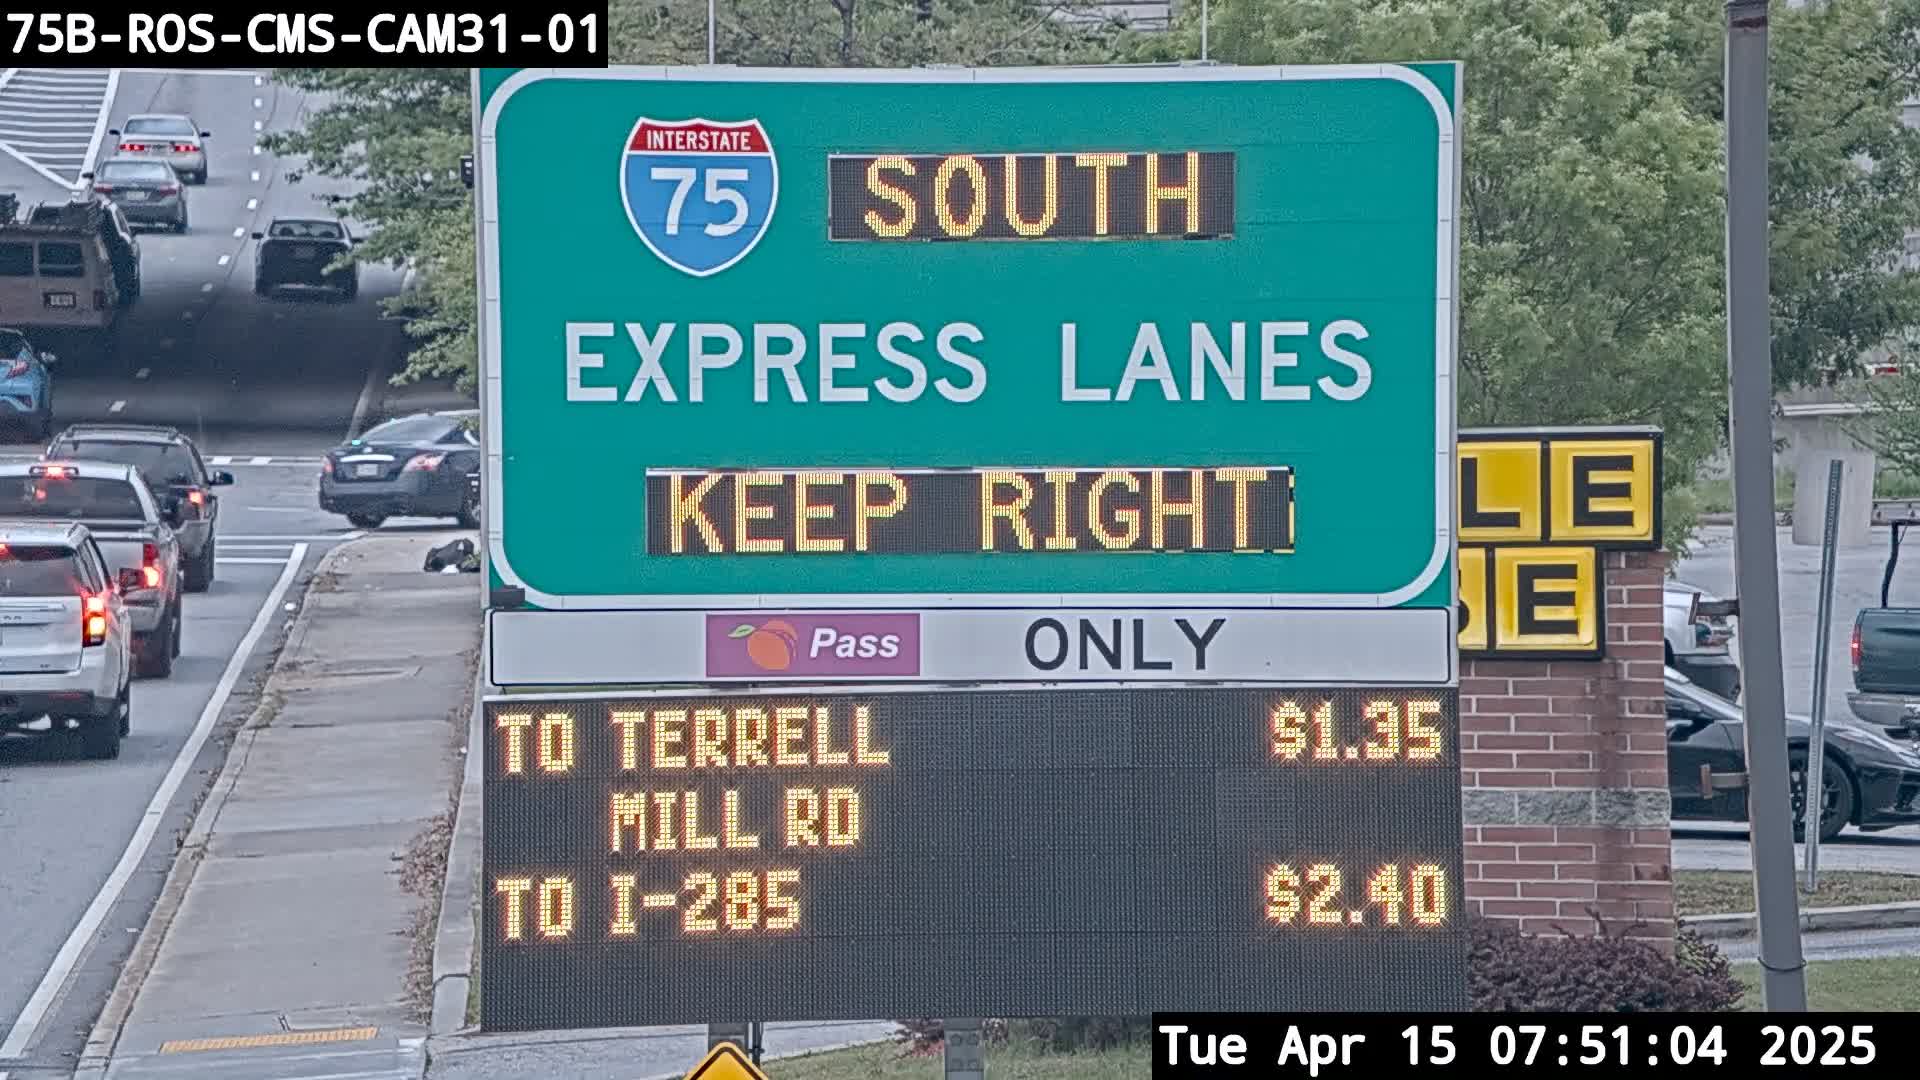 75B-ROS-CMS-CAM31-01
INTERSTATE
75
SOUTH
EXPRESS LANES
KEEP RIGHT
Pass ONLY
TO TERRELL $1.35
MILL RD
TO I-285 $2.40
LE
E
Tue Apr 15 07:51:04 2025